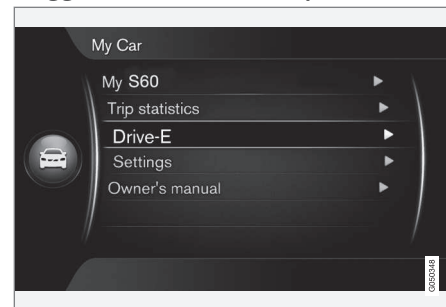 My Car
My S60
Trip statistics
Drive-E
Settings
Owner's manual
G050348